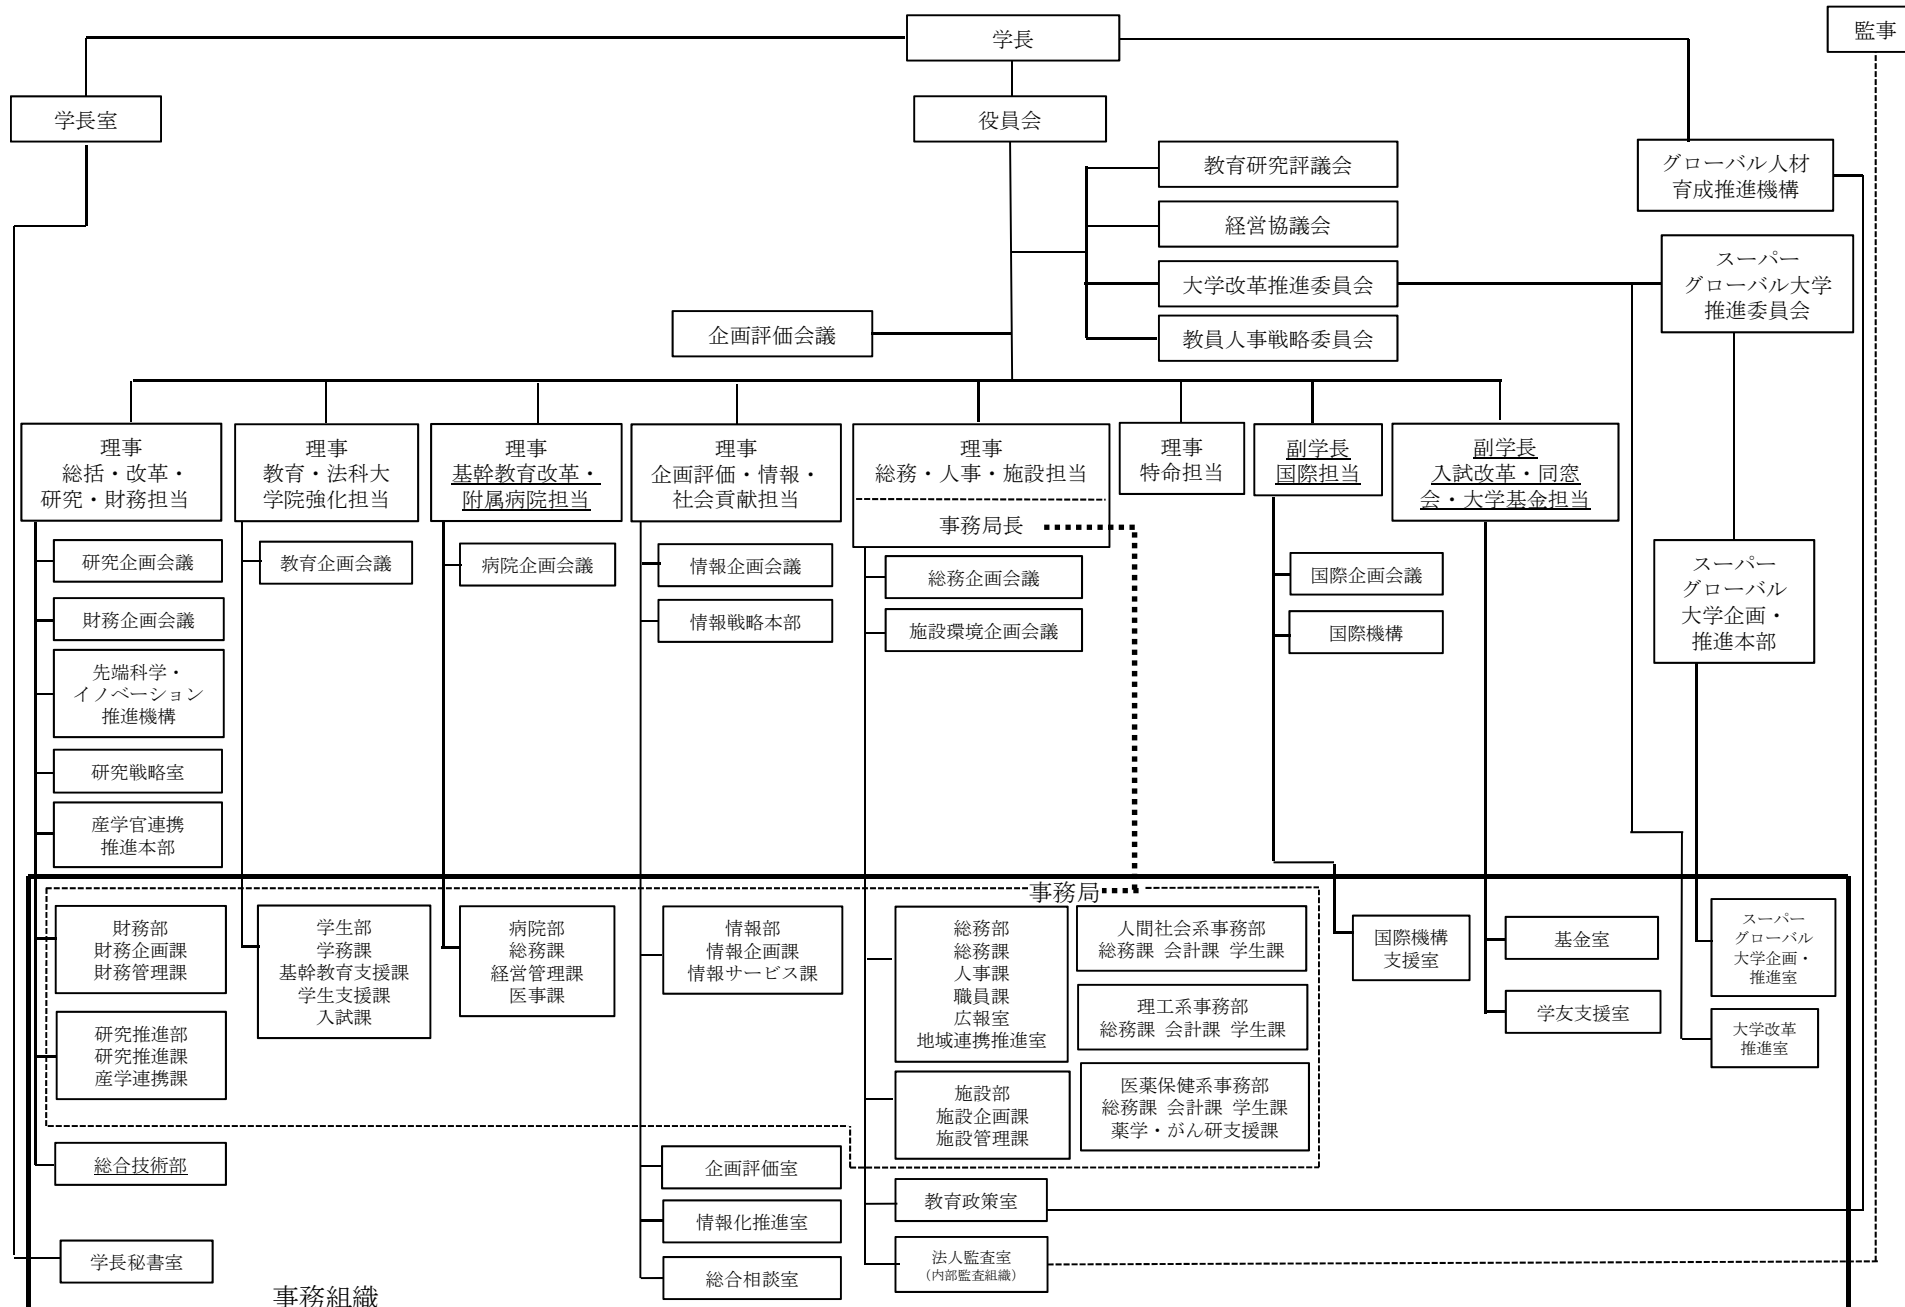 学長
監事
学長室
役員会
教育研究評議会
グローバル人材
育成推進機構
経営協議会
スーパー
グローバル大学
推進委員会
大学改革推進委員会
企画評価会議
教員人事戦略委員会
理事
総括・改革・
研究・財務担当
理事
教育・法科大
学院強化担当
理事
基幹教育改革・
附属病院担当
理事
企画評価・情報・
社会貢献担当
理事
総務・人事・施設担当
事務局長
理事
特命担当
副学長
国際担当
副学長
入試改革・同窓
会・大学基金担当
研究企画会議
財務企画会議
先端科学・
イノベーション
推進機構
研究戦略室
産学官連携
推進本部
教育企画会議
病院企画会議
情報企画会議
情報戦略本部
総務企画会議
施設環境企画会議
国際企画会議
国際機構
スーパー
グローバル
大学企画・
推進本部
事務局
財務部
財務企画課
財務管理課
研究推進部
研究推進課
産学連携課
総合技術部
学長秘書室
学生部
学務課
基幹教育支援課
学生支援課
入試課
病院部
総務課
経営管理課
医事課
情報部
情報企画課
情報サービス課
企画評価室
情報化推進室
総合相談室
総務部
総務課
人事課
職員課
広報室
地域連携推進室
施設部
施設企画課
施設管理課
教育政策室
法人監査室
(内部監査組織)
人間社会系事務部
総務課 会計課 学生課
理工系事務部
総務課 会計課 学生課
医薬保健系事務部
総務課 会計課 学生課
薬学・がん研支援課
国際機構
支援室
基金室
学友支援室
スーパー
グローバル
大学企画・
推進室
大学改革
推進室
事務組織